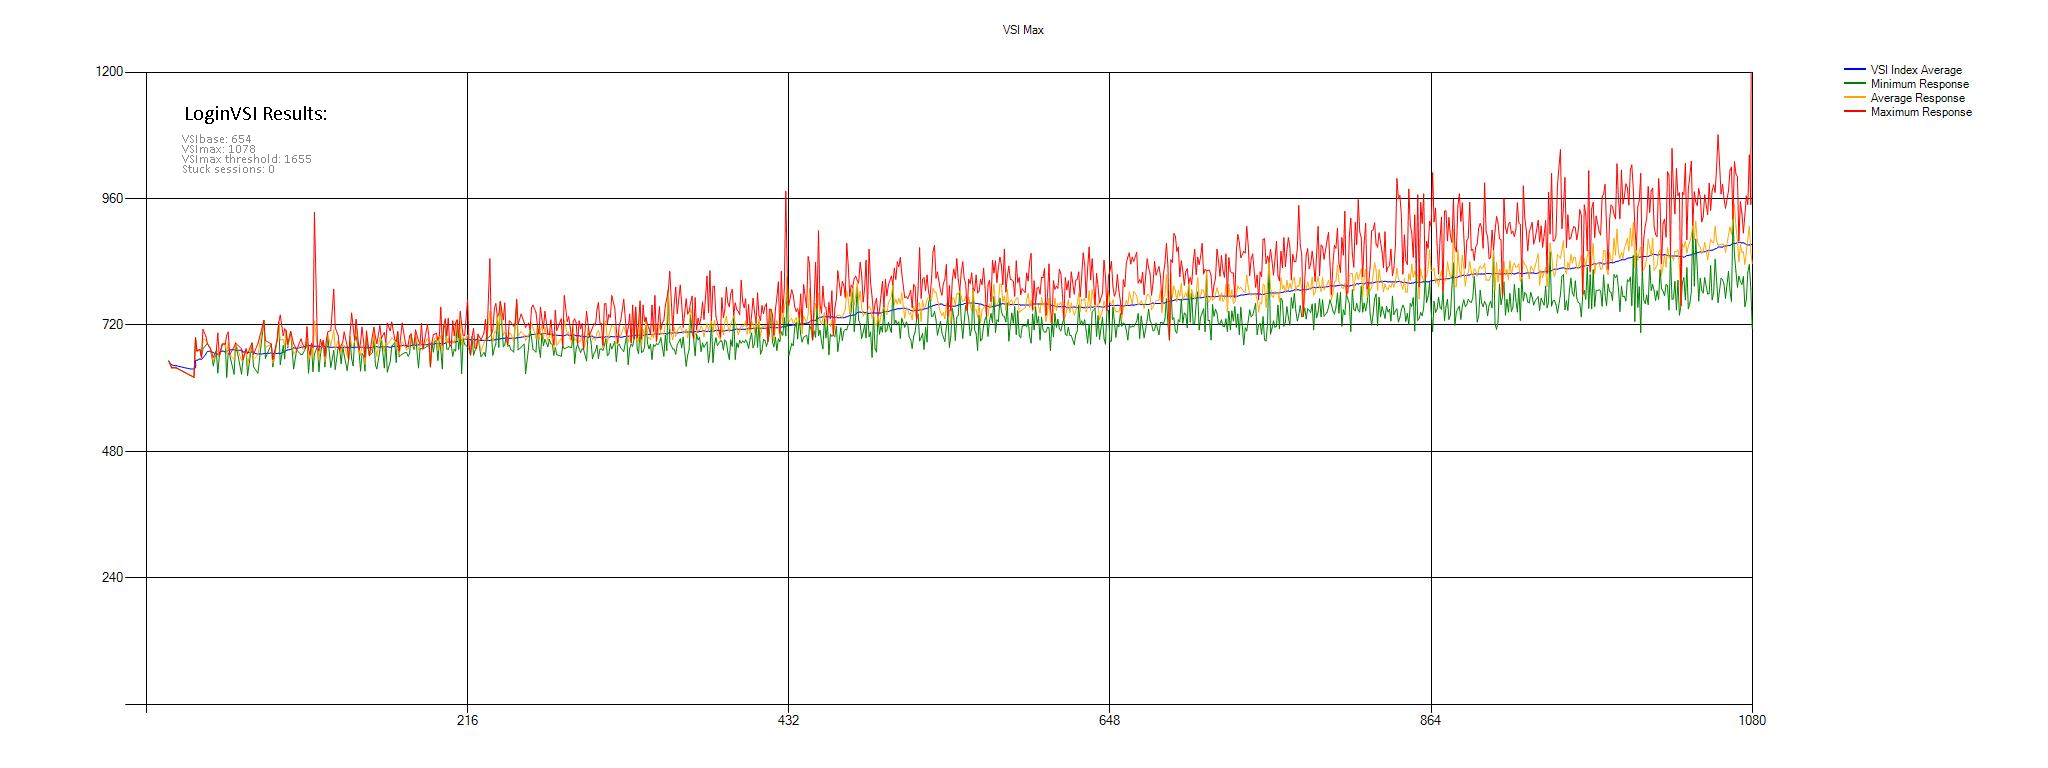 VSI Max
1200
960
720
480
240
216
432
648
864
1080
LoginVSI Results:
VSIbase: 654
VSImax: 1078
VSImax threshold: 1655
Stuck sessions: 0
VSI Index Average
Minimum Response
Average Response
Maximum Response